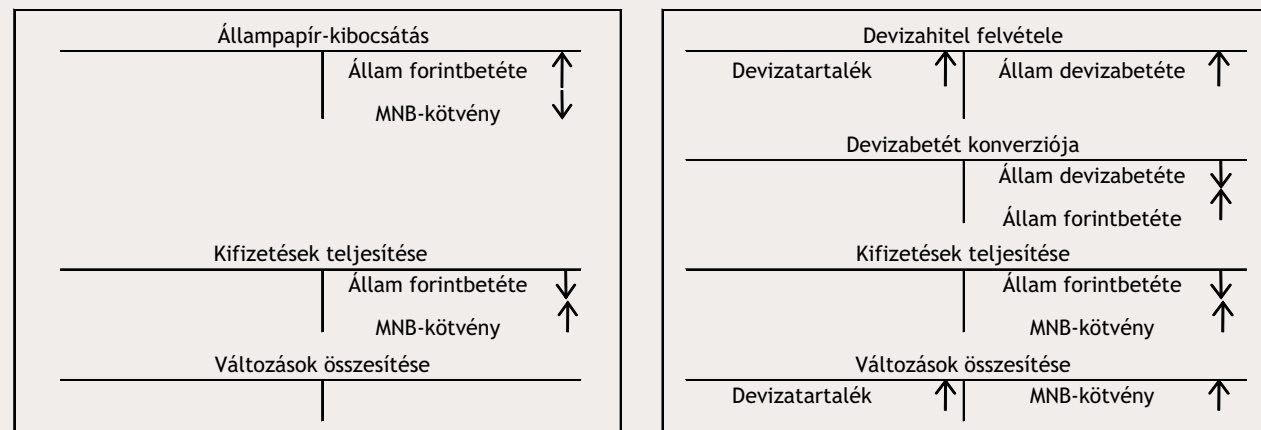 Állampapír-kibocsátás
Állam forintbetéte
MNB-kötvény
Kifizetések teljesítése
Állam forintbetéte
MNB-kötvény
Változások összesítése
Devizahitel felvétele
Devizatartalék Állam devizabetéte
Devizabetét konverziója
Állam devizabetéte
Állam forintbetéte
Kifizetések teljesítése
Állam forintbetéte
MNB-kötvény
Változások összesítése
Devizatartalék MNB-kötvény